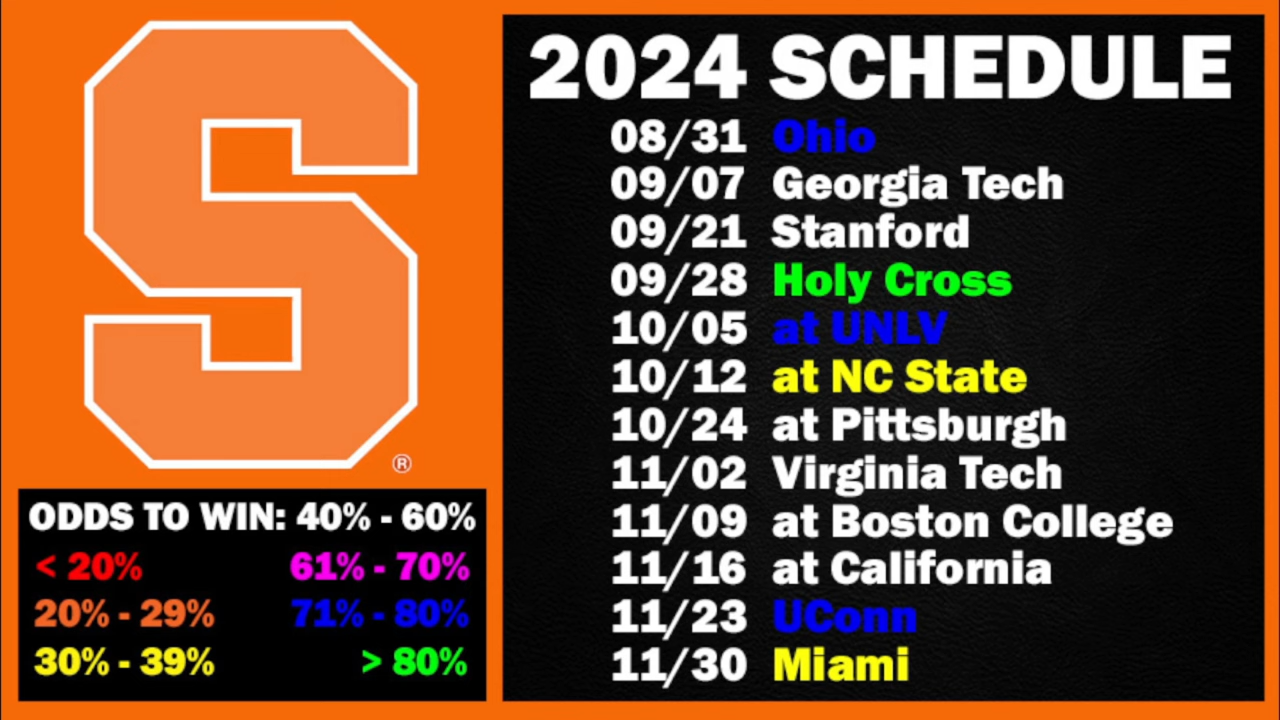 S
®
ODDS TO WIN: 40% - 60%
< 20% 61% - 70%
20% - 29% 71% - 80%
30% - 39% > 80%
2024 SCHEDULE
08/31 Ohio
09/07 Georgia Tech
09/21 Stanford
09/28 Holy Cross
10/05 at UNLV
10/12 at NC State
10/24 at Pittsburgh
11/02 Virginia Tech
11/09 at Boston College
11/16 at California
11/23 UConn
11/30 Miami